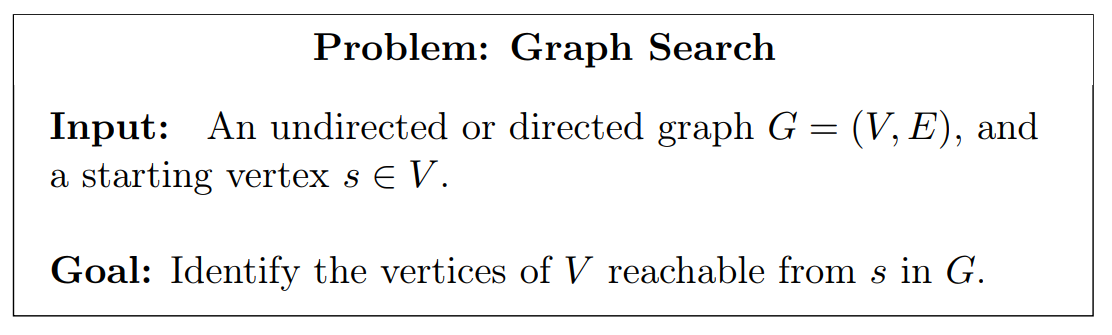 Problem: Graph Search
Input: An undirected or directed graph G = (V, E), and
a starting vertex s ∈ V.
Goal: Identify the vertices of V reachable from s in G.